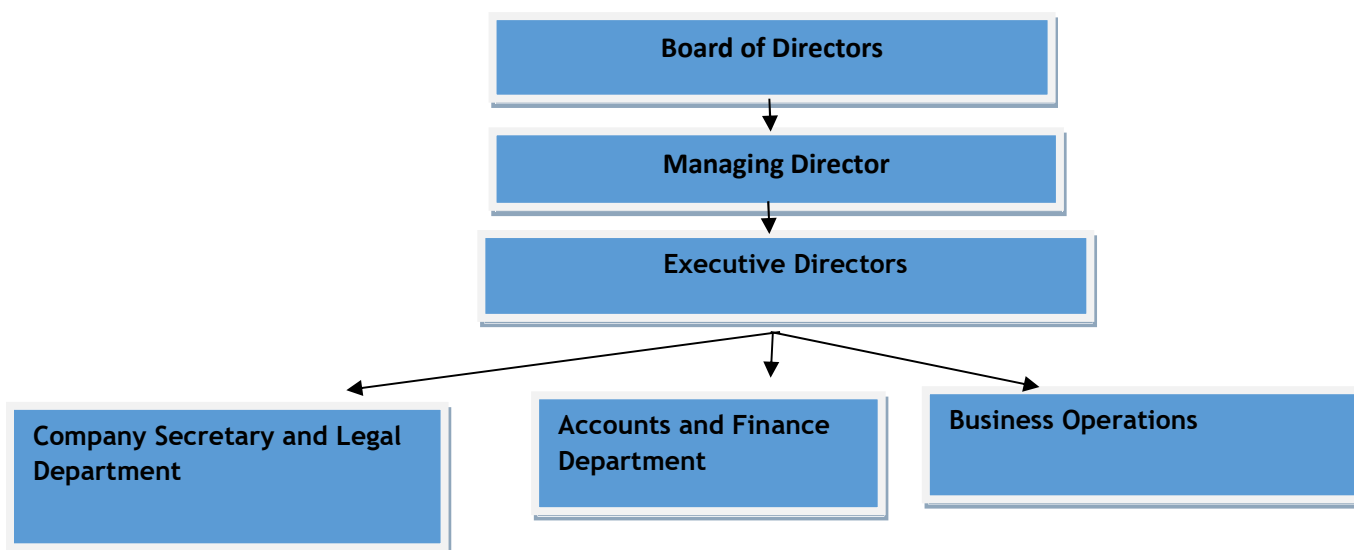 Board of Directors
Managing Director
Executive Directors
Company Secretary and Legal
Department
Accounts and Finance
Department
Business Operations